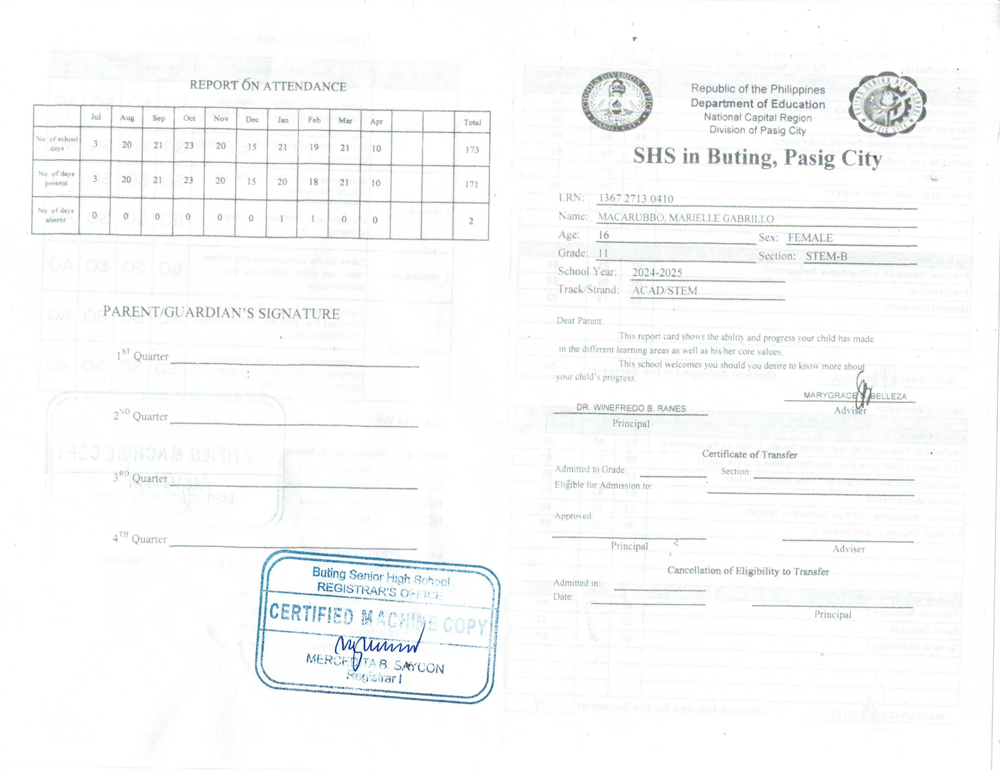 REPORT ON ATTENDANCE
Jul Aug Sep Oct Nov Dec Jan Feb Mar Apr Total
No. of school days 3 20 21 23 20 15 21 19 21 10 173
No. of days present 3 20 21 23 20 15 20 18 21 10 171
No. of days absent 0 0 0 0 0 0 1 1 0 0 2
PARENT/GUARDIAN'S SIGNATURE
1ST Quarter
2ND Quarter
3RD Quarter
4TH Quarter
Buting Senior High School
REGISTRAR'S OFFICE
CERTIFIED MACHINE COPY
MERCEDITA B. SAYCON
Registrar I
SCHOOLS DIVISION OFFICE
Republic of the Philippines
Department of Education
National Capital Region
Division of Pasig City
BUTING SENIOR HIGH SCHOOL
PASIG CITY
SHS in Buting, Pasig City
LRN: 1367 2713 0410
Name: MACARUBBO, MARIELLE GABRILLO
Age: 16 Sex: FEMALE
Grade: 11 Section: STEM-B
School Year: 2024-2025
Track/Strand: ACAD/STEM
Dear Parent:
This report card shows the ability and progress your child has made
in the different learning areas as well as his/her core values.
This school welcomes you should you desire to know more about
your child's progress.
MARYGRACE BELLEZA
Adviser
DR. WINEFREDO B. RANES
Principal
Certificate of Transfer
Admitted to Grade: Section:
Eligible for Admission to:
Approved
Principal Adviser
Cancellation of Eligibility to Transfer
Admitted in:
Date:
Principal